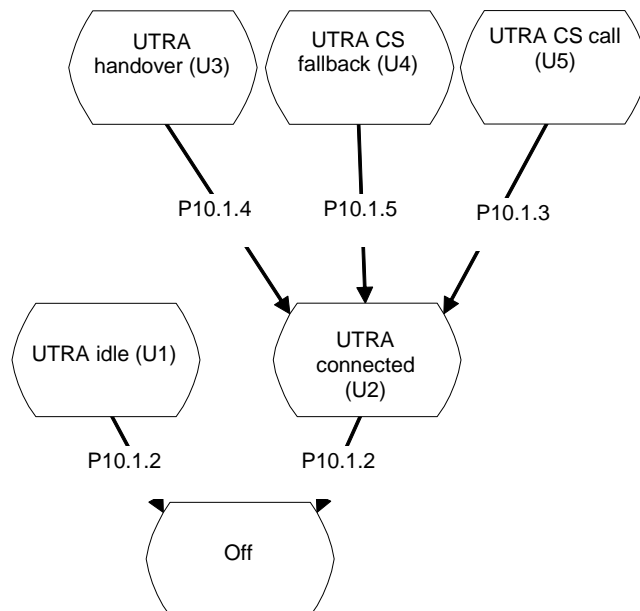 UTRA
handover (U3)
UTRA CS
fallback (U4)
UTRA CS call
(U5)
P10.1.4
P10.1.5
P10.1.3
UTRA idle (U1)
UTRA
connected
(U2)
P10.1.2
P10.1.2
Off